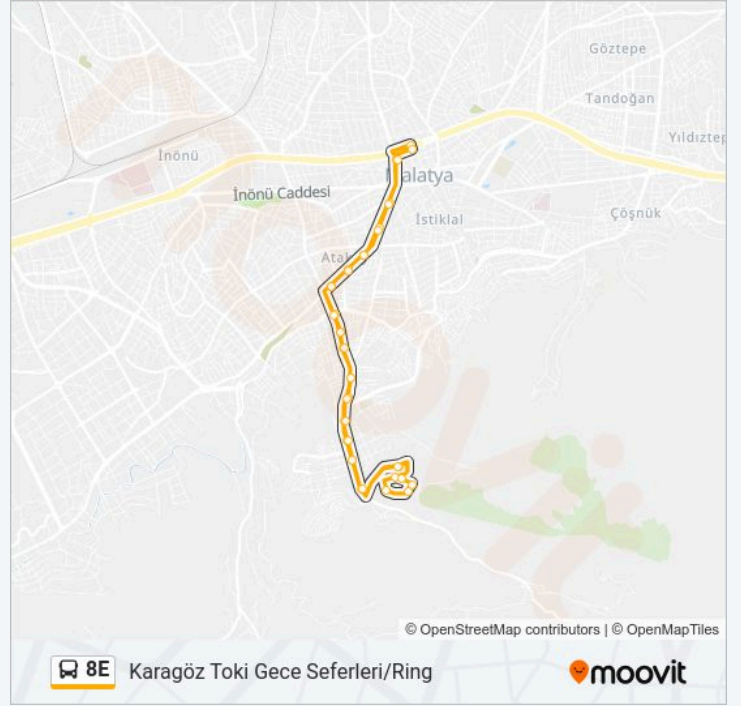 Göztepe
Tandoğan
Yıldıztep
İnönü
Malatya
İnönü Caddesi
İstiklal
Çöşnük
Atak
© OpenStreetMap contributors | © OpenMapTiles
8E Karagöz Toki Gece Seferleri/Ring
moovit